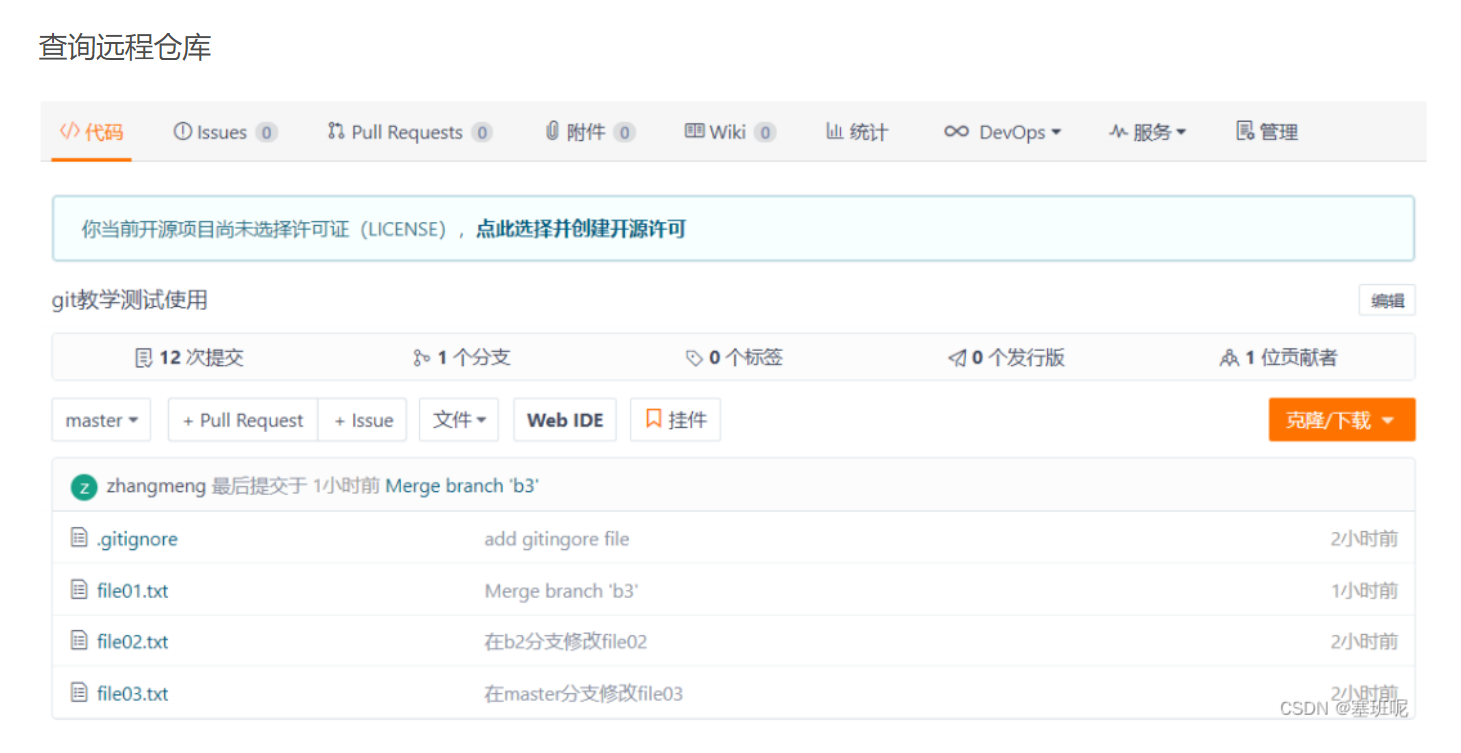 查询远程仓库
代码 Issues 0 Pull Requests 0 附件 0 Wiki 0 统计 DevOps 服务 管理
你当前开源项目尚未选择许可证（LICENSE），点此选择并创建开源许可
git教学测试使用 编辑
12 次提交 1 个分支 0 个标签 0 个发行版 1 位贡献者
master + Pull Request + Issue 文件 Web IDE 挂件 克隆/下载
z zhangmeng 最后提交于 1小时前 Merge branch 'b3'
.gitignore add gitingore file 2小时前
file01.txt Merge branch 'b3' 1小时前
file02.txt 在b2分支修改file02 2小时前
file03.txt 在master分支修改file03 2小时前
CSDN @塞班呢